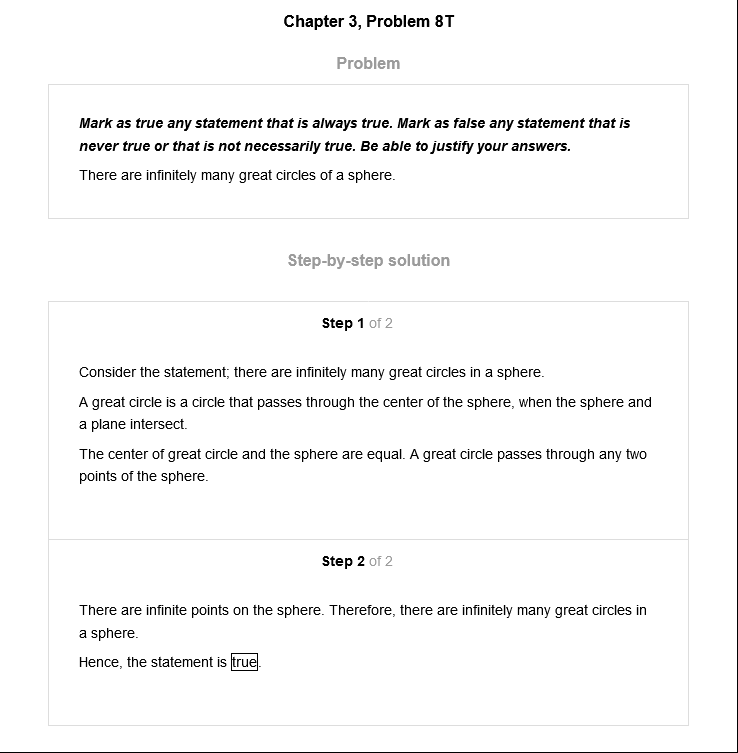 Chapter 3, Problem 8T
Problem
Mark as true any statement that is always true. Mark as false any statement that is
never true or that is not necessarily true. Be able to justify your answers.
There are infinitely many great circles of a sphere.
Step-by-step solution
Step 1 of 2
Consider the statement; there are infinitely many great circles in a sphere.
A great circle is a circle that passes through the center of the sphere, when the sphere and
a plane intersect.
The center of great circle and the sphere are equal. A great circle passes through any two
points of the sphere.
Step 2 of 2
There are infinite points on the sphere. Therefore, there are infinitely many great circles in
a sphere.
Hence, the statement is true.